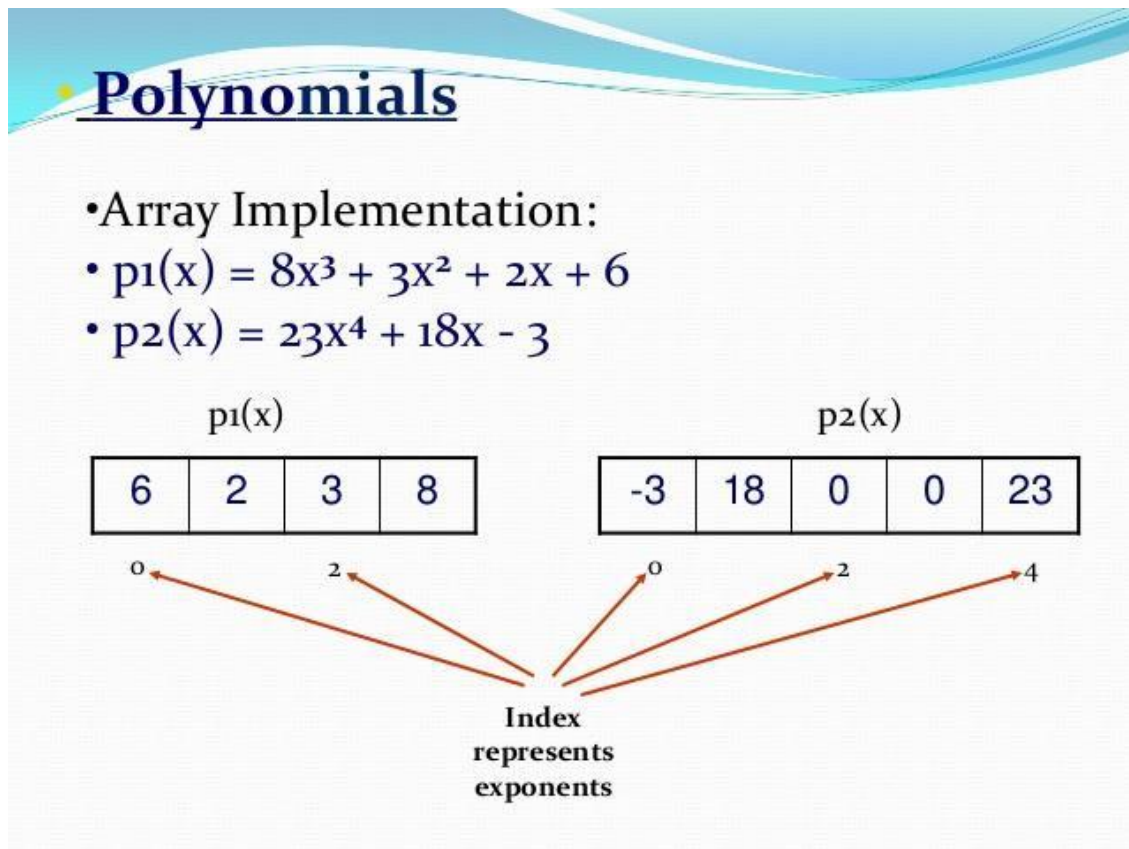 • Polynomials
•Array Implementation:
• p1(x) = 8x³ + 3x² + 2x + 6
• p2(x) = 23x⁴ + 18x - 3
p1(x) p2(x)
6 2 3 8 -3 18 0 0 23
0 2 0 2 4
Index
represents
exponents